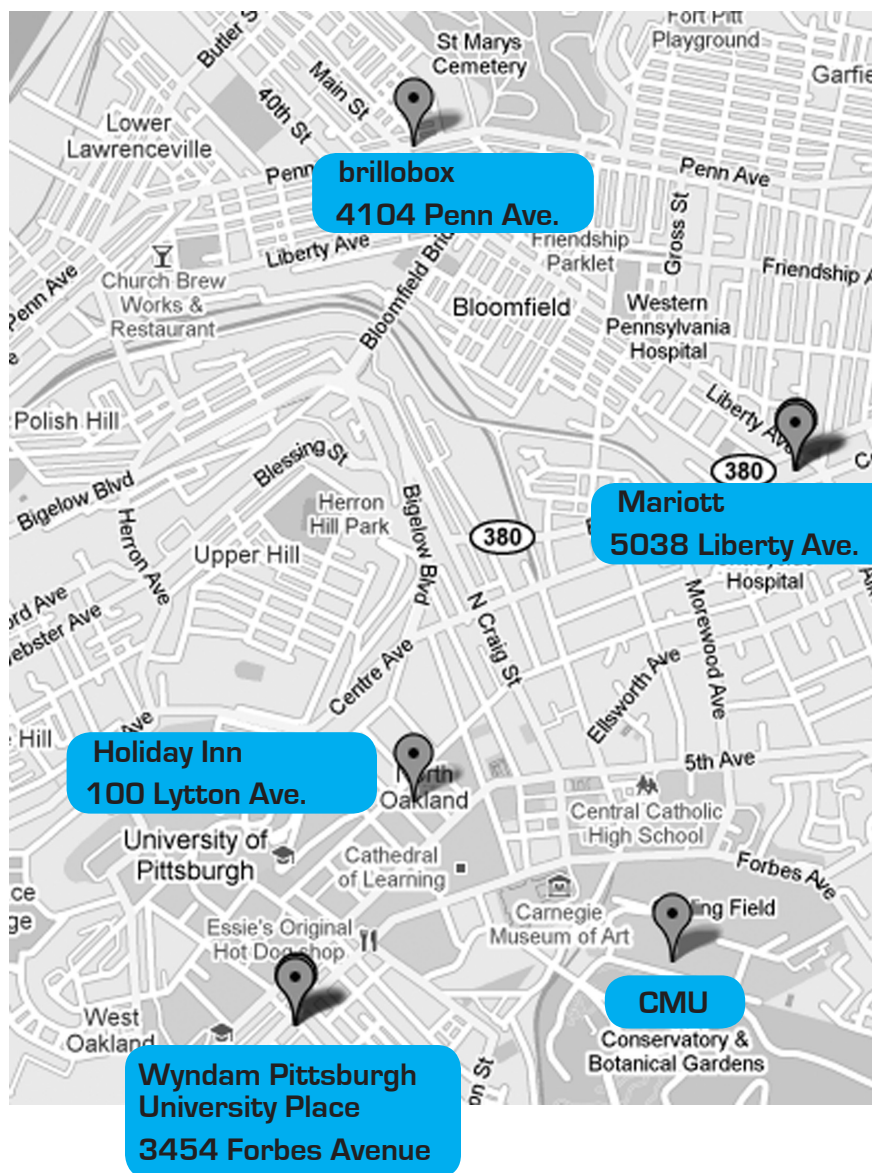 Fort Pitt
Playground
Butler S
St Marys
Cemetery
Main St
Garfie
40th St
Lower
Lawrenceville
Penn
brillobox
4104 Penn Ave.
Penn Ave
Gross St
Liberty Ave
Friendship
Parklet
Church Brew
Works &
Restaurant
Penn Ave
Bloomfield Brid
Bloomfield
Friendship A
Western
Pennsylvania
Hospital
Liberty Ave
Polish Hill
380
Mariott
5038 Liberty Ave.
Hospital
Blessing St
Bigelow Blvd
Herron
Hill Park
Bigelow Blvd
380
Herron Ave
Upper Hill
N Craig St
Morewood Ave
ord Ave
ebster Ave
Centre Ave
Ellsworth Ave
Ave
Hill
Holiday Inn
100 Lytton Ave.
North
Oakland
5th Ave
Central Catholic
High School
University of
Pittsburgh
Cathedral
of Learning
Forbes Ave
ce
ge
Essie's Original
Hot Dog shop
Carnegie
Museum of Art
ing Field
CMU
Conservatory &
Botanical Gardens
West
Oakland
on St
Wyndam Pittsburgh
University Place
3454 Forbes Avenue